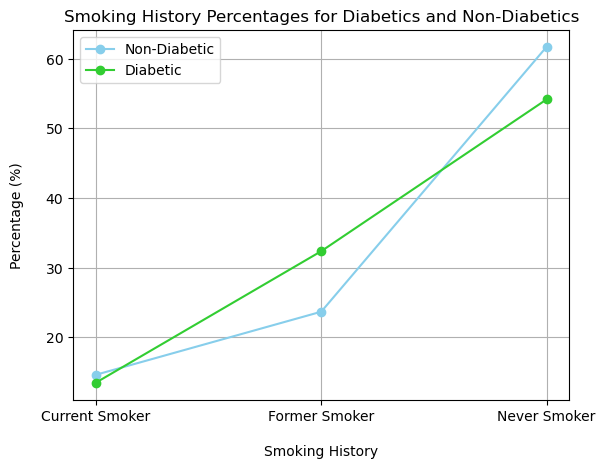 Smoking History Percentages for Diabetics and Non-Diabetics
Non-Diabetic
Diabetic
Percentage (%)
60
50
40
30
20
Current Smoker
Former Smoker
Never Smoker
Smoking History